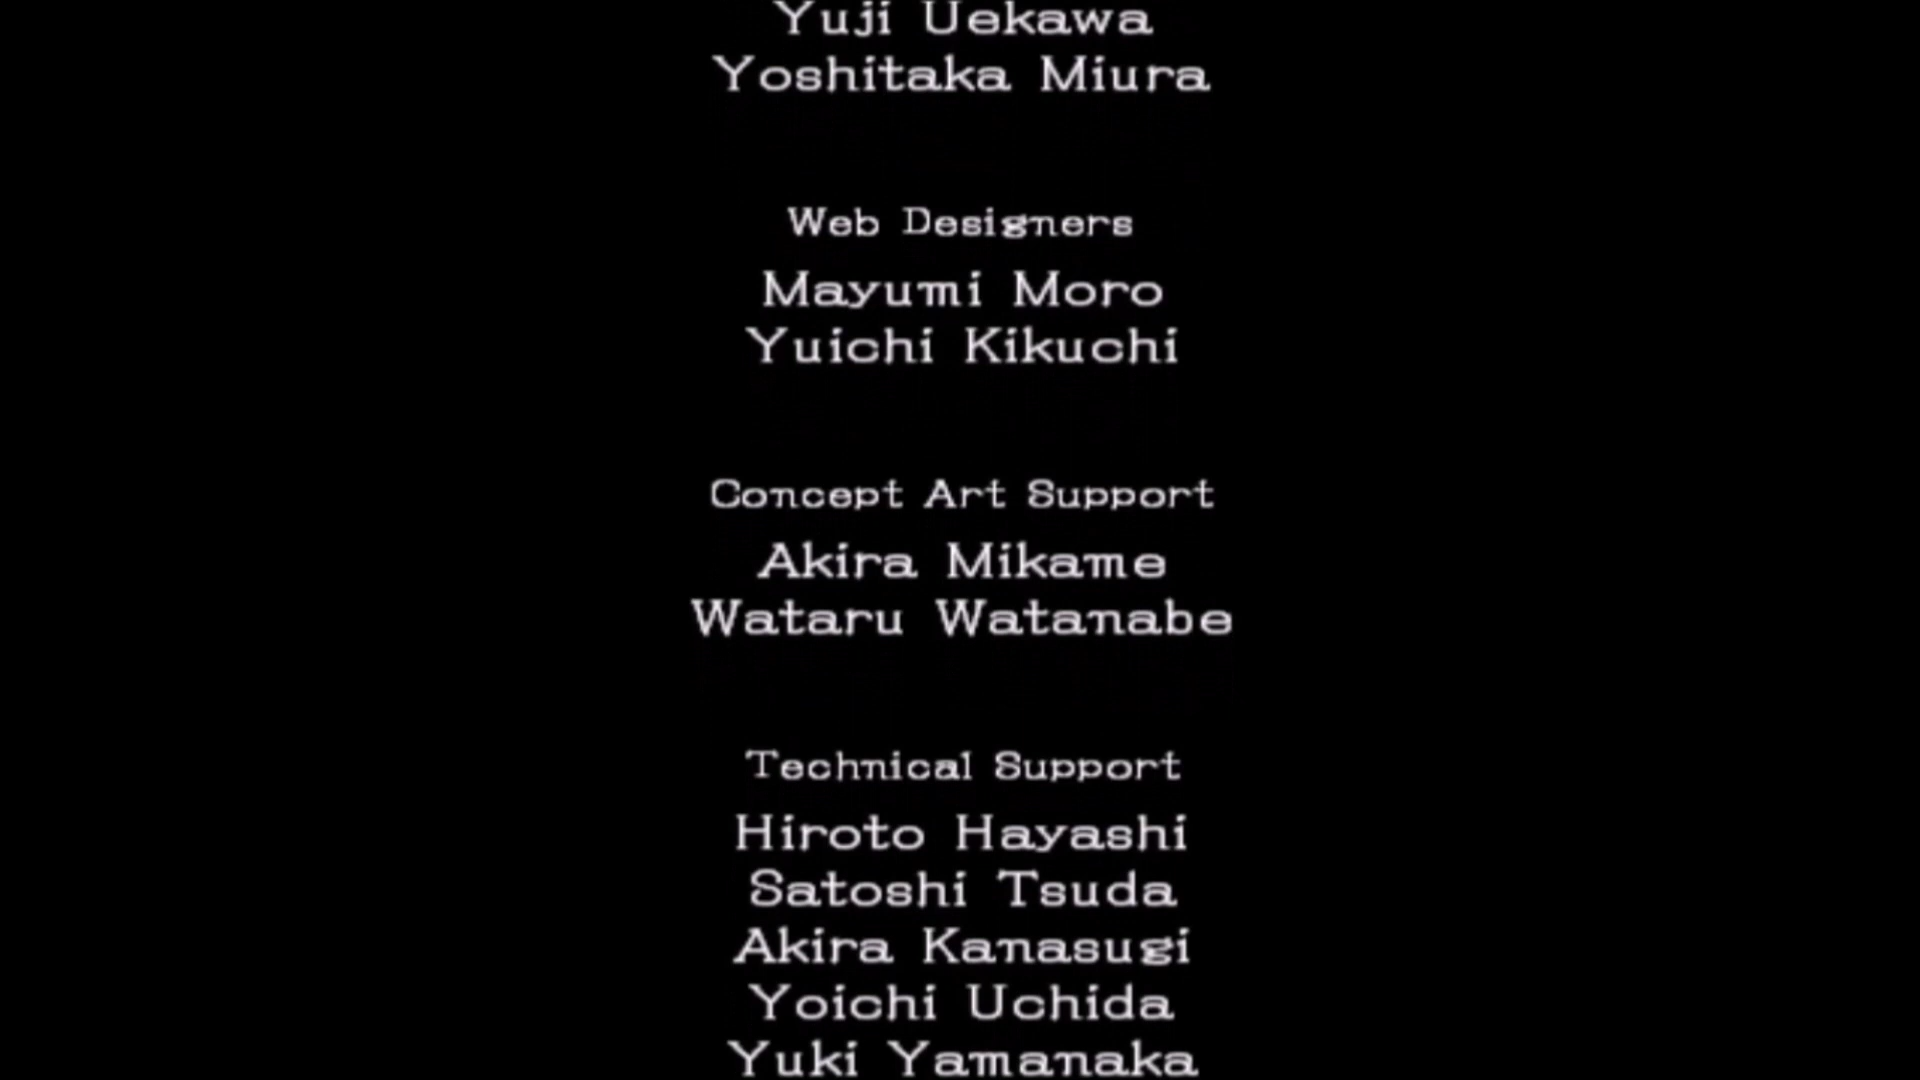 Yuji Uekawa
Yoshitaka Miura
Web Designers
Mayumi Moro
Yuichi Kikuchi
Concept Art Support
Akira Mikame
Wataru Watanabe
Technical Support
Hiroto Hayashi
Satoshi Tsuda
Akira Kanasugi
Yoichi Uchida
Yuki Yamanaka